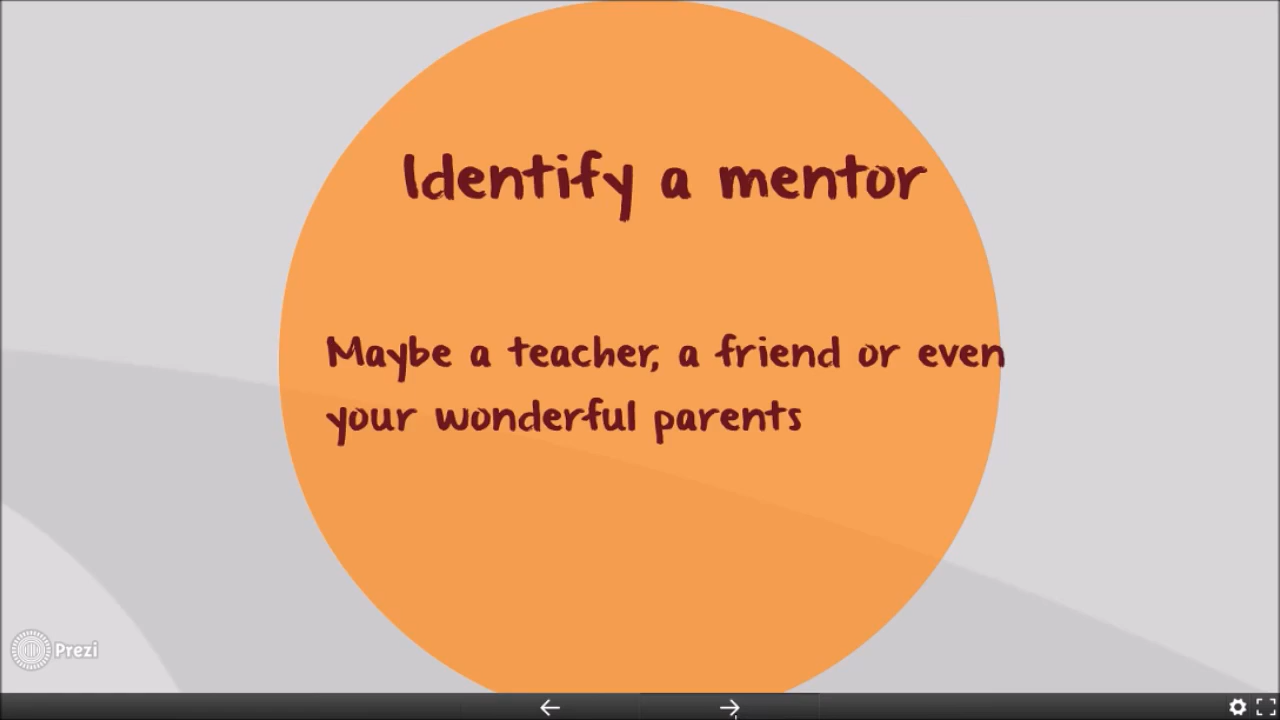 Identify a mentor
Maybe a teacher, a friend or even
your wonderful parents
Prezi